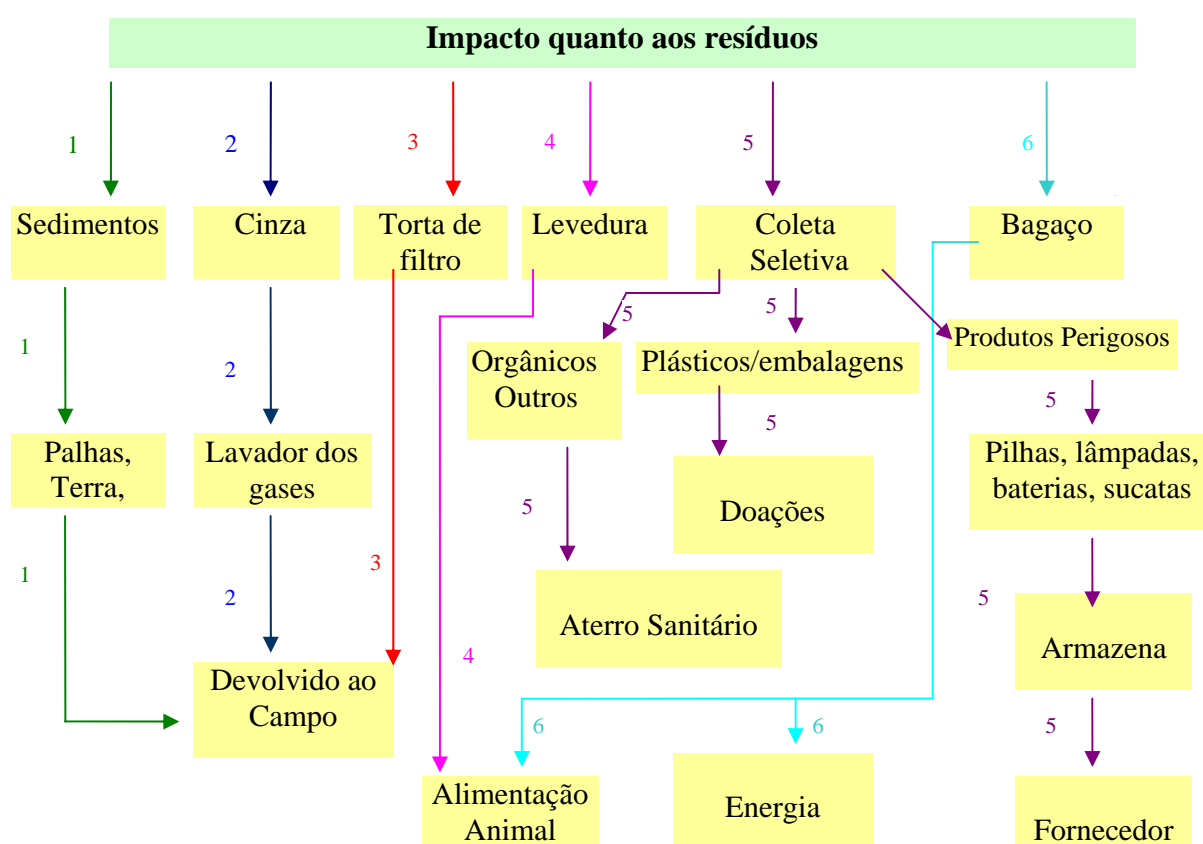 Impacto quanto aos resíduos
1
2
3
4
5
6
Sedimentos
Cinza
Torta de
filtro
Levedura
Coleta
Seletiva
Bagaço
1
2
5
5
Orgânicos
Outros
Plásticos/embalagens
Produtos Perigosos
5
5
Palhas,
Terra,
Lavador dos
gases
Doações
Pilhas, lâmpadas,
baterias, sucatas
5
1
2
3
Aterro Sanitário
5
Armazena
4
Devolvido ao
Campo
6
6
5
Alimentação
Animal
Energia
Fornecedor